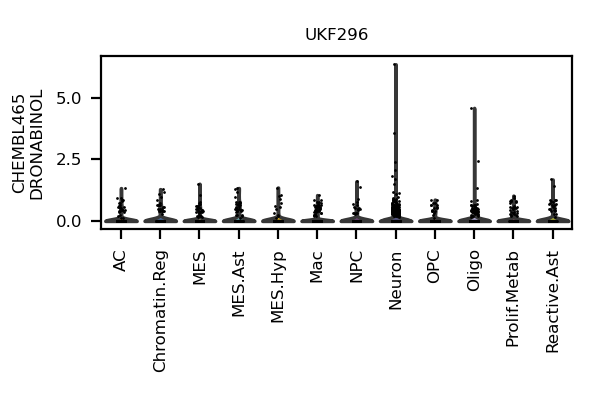 UKF296
CHEMBL465
DRONABINOL
5.0
2.5
0.0
AC
Chromatin.Reg
MES
MES.Ast
MES.Hyp
Mac
NPC
Neuron
OPC
Oligo
Prolif.Metab
Reactive.Ast